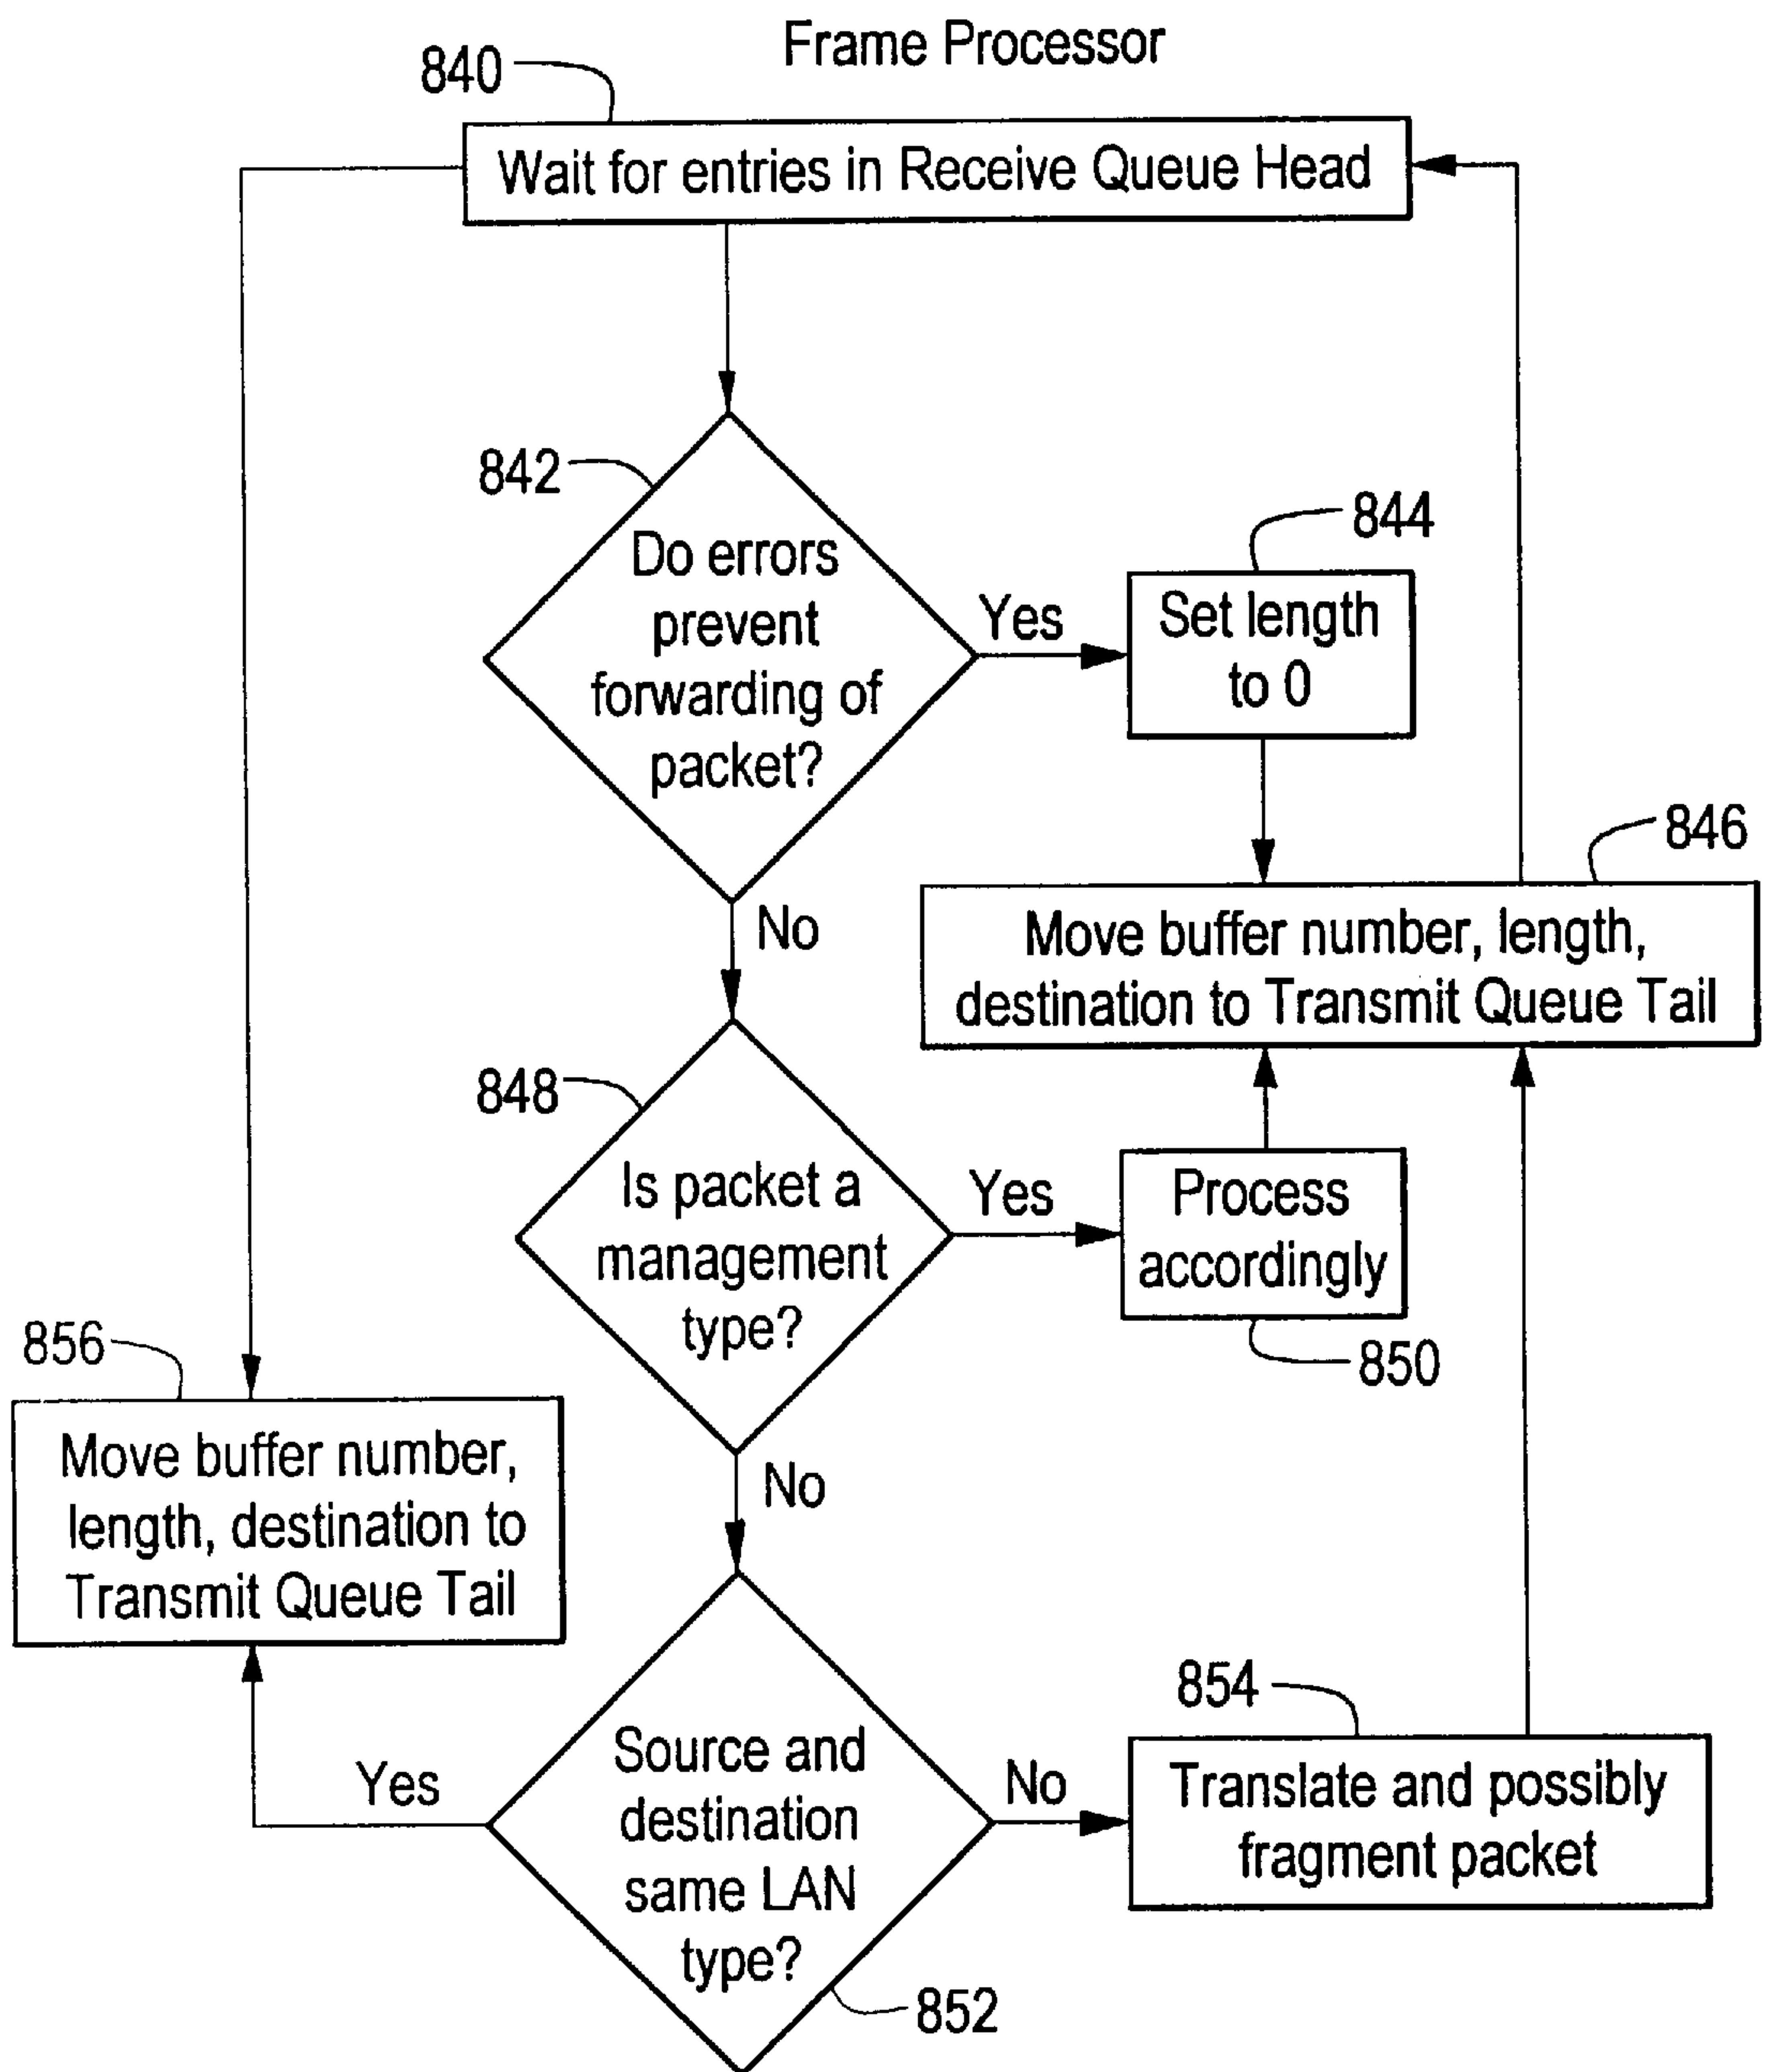 Frame Processor
840
Wait for entries in Receive Queue Head
842
Do errors
prevent
forwarding of
packet?
Yes
844
Set length
to 0
846
Move buffer number, length,
destination to Transmit Queue Tail
No
848
Is packet a
management
type?
Yes
Process
accordingly
850
No
856
Move buffer number,
length, destination to
Transmit Queue Tail
Yes
Source and
destination
same LAN
type?
852
No
854
Translate and possibly
fragment packet